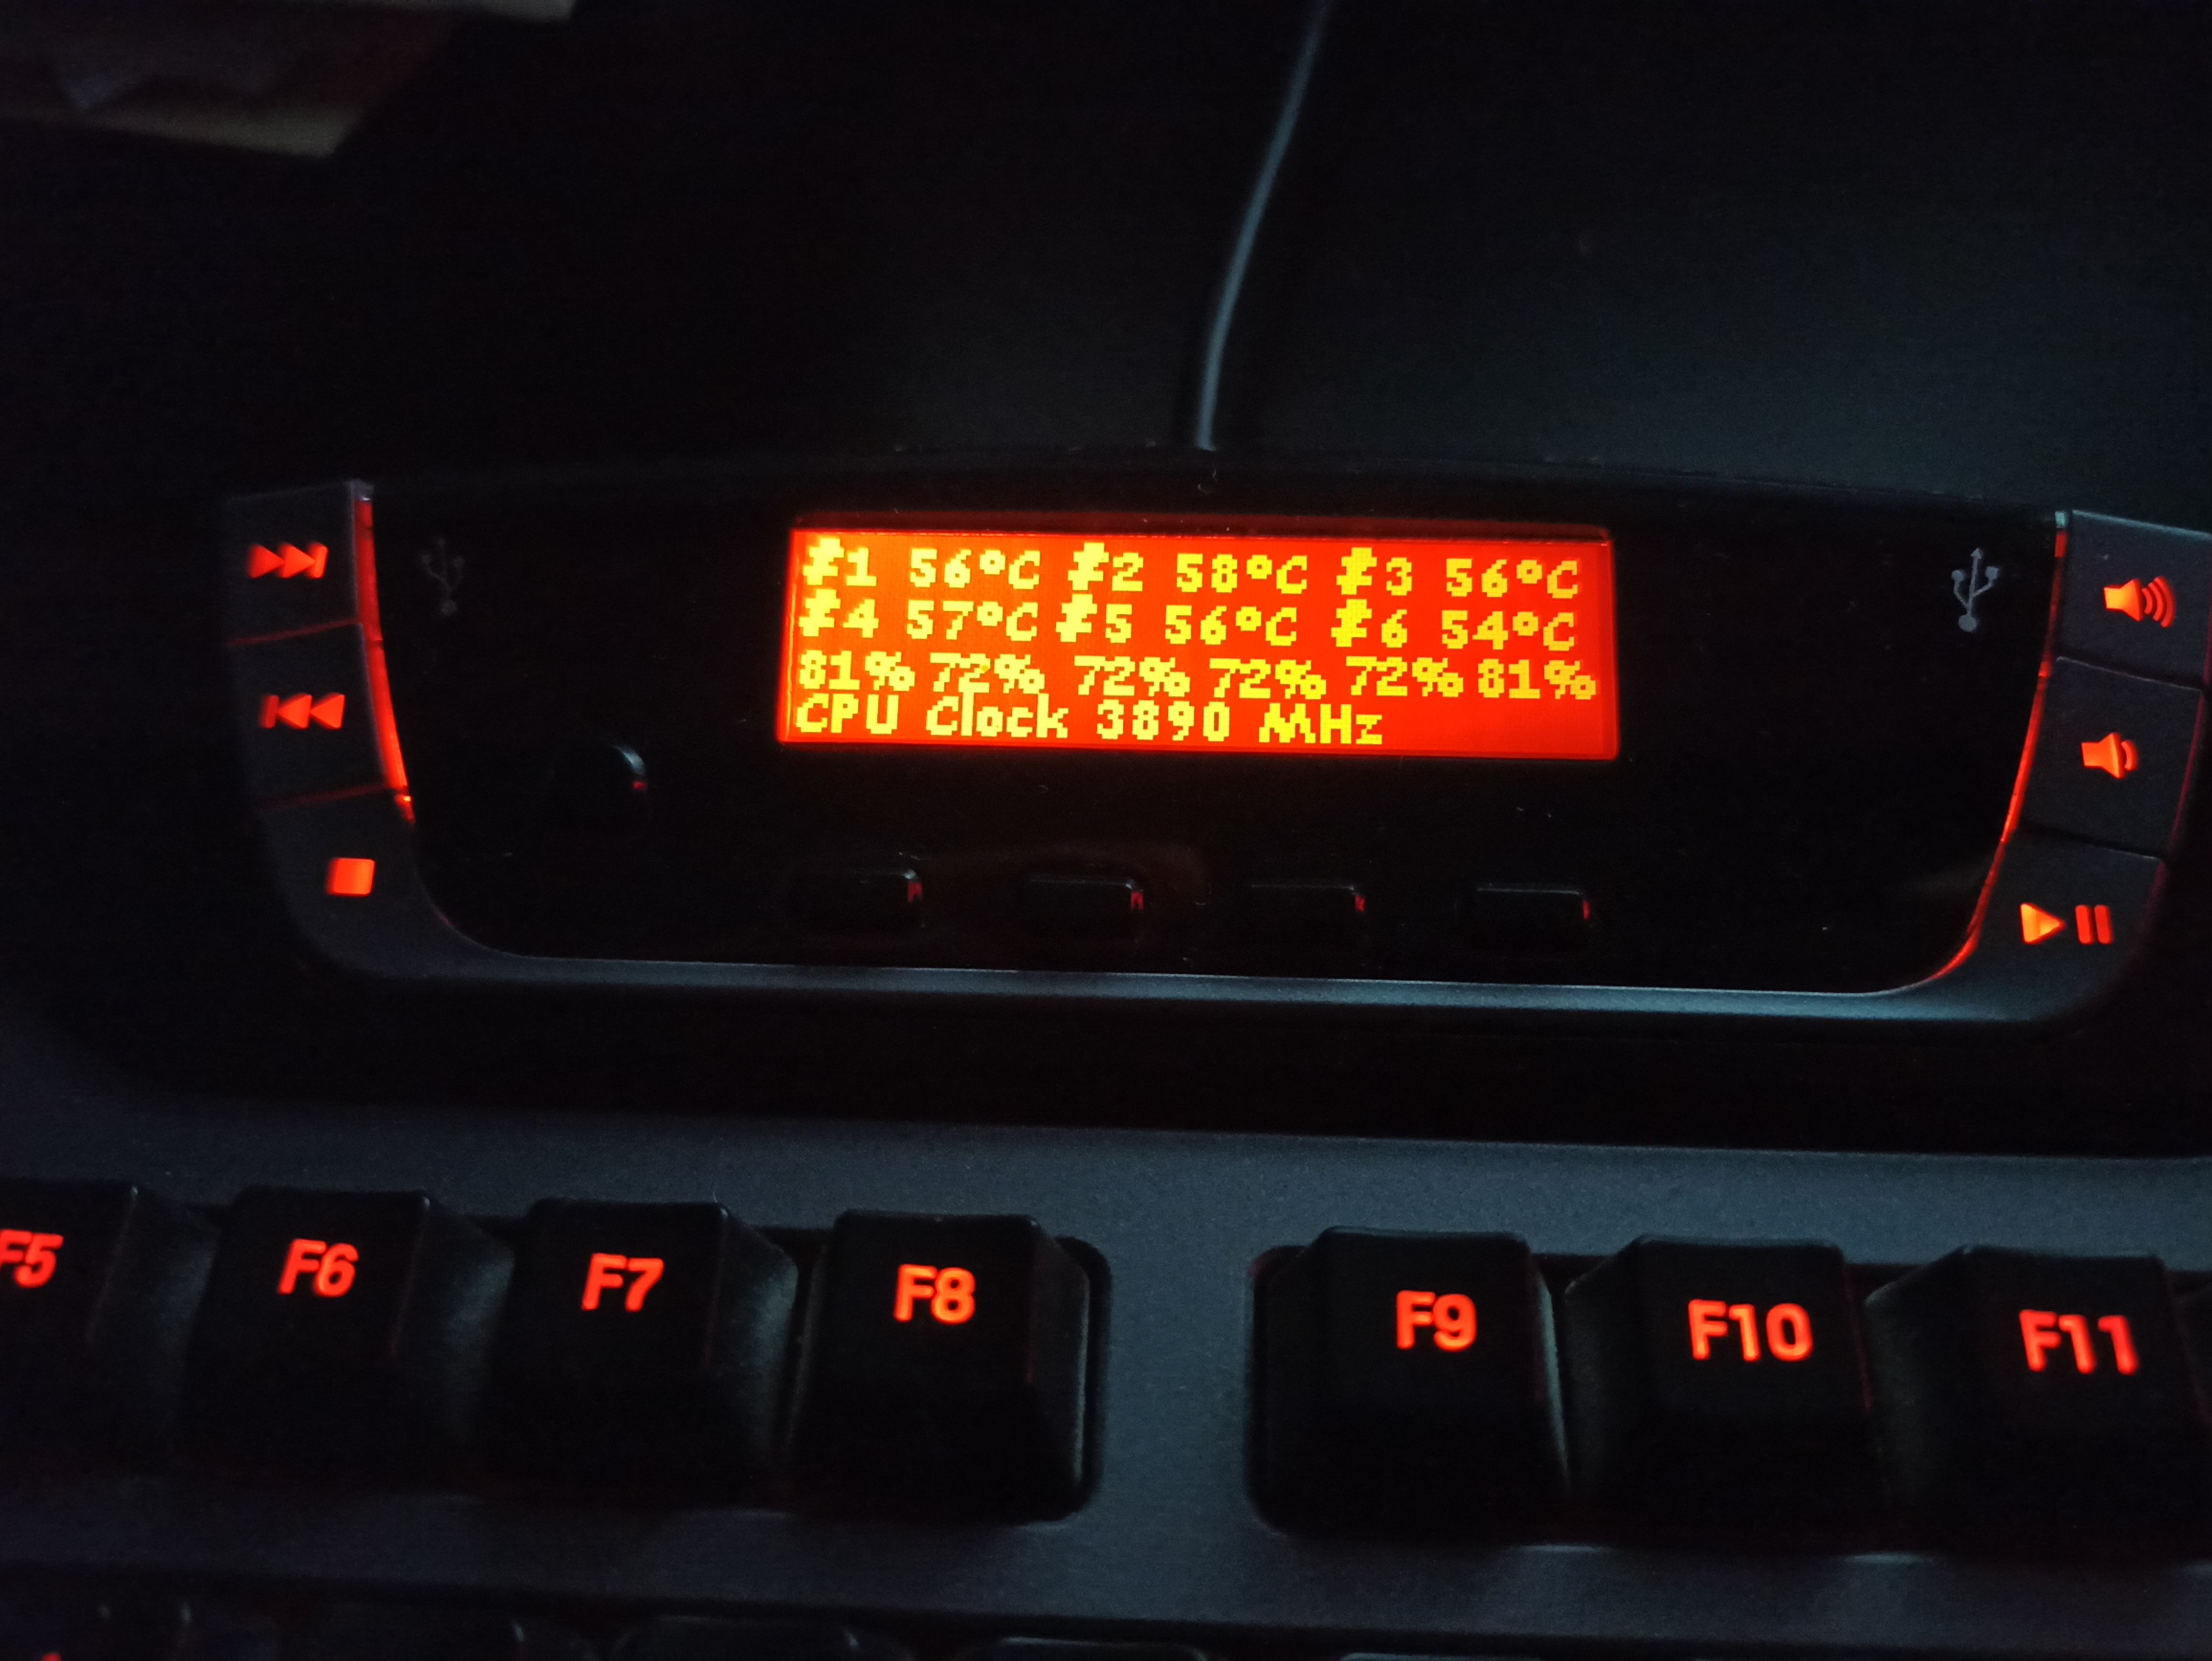 #1 56°C #2 58°C #3 56°C
#4 57°C #5 56°C #6 54°C
81% 72% 72% 72% 72% 81%
CPU Clock 3890 MHz
F5 F6 F7 F8 F9 F10 F11